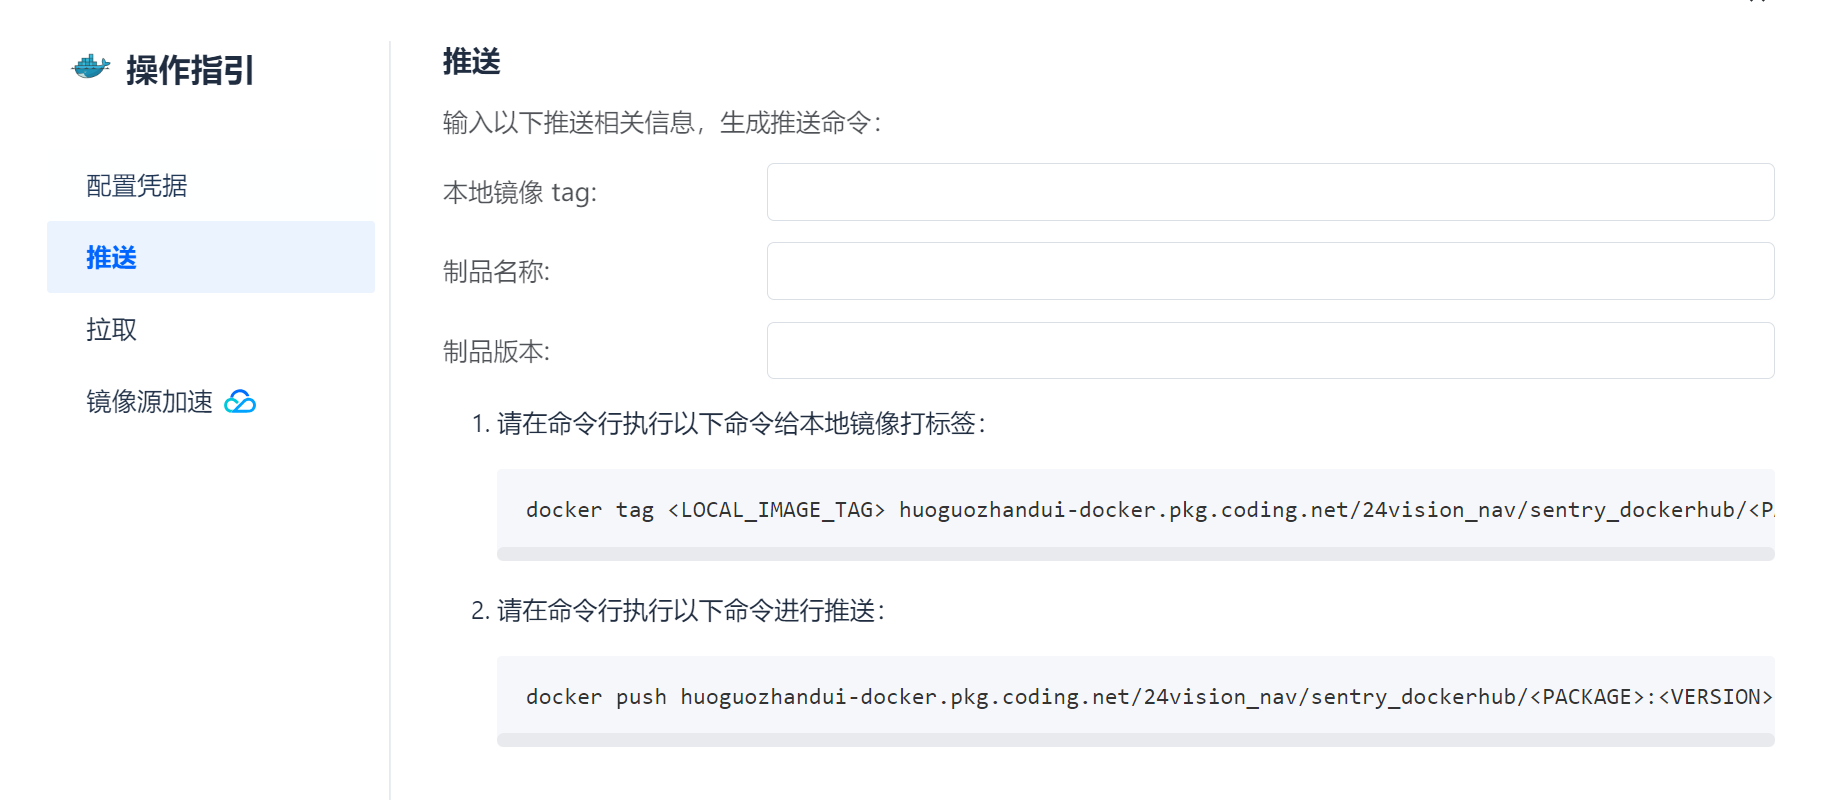 操作指引
配置凭据
推送
拉取
镜像源加速
推送
输入以下推送相关信息，生成推送命令：
本地镜像 tag:
制品名称:
制品版本:
1. 请在命令行执行以下命令给本地镜像打标签：
docker tag <LOCAL_IMAGE_TAG> huoguozhandui-docker.pkg.coding.net/24vision_nav/sentry_dockerhub/<P
2. 请在命令行执行以下命令进行推送：
docker push huoguozhandui-docker.pkg.coding.net/24vision_nav/sentry_dockerhub/<PACKAGE>:<VERSION>